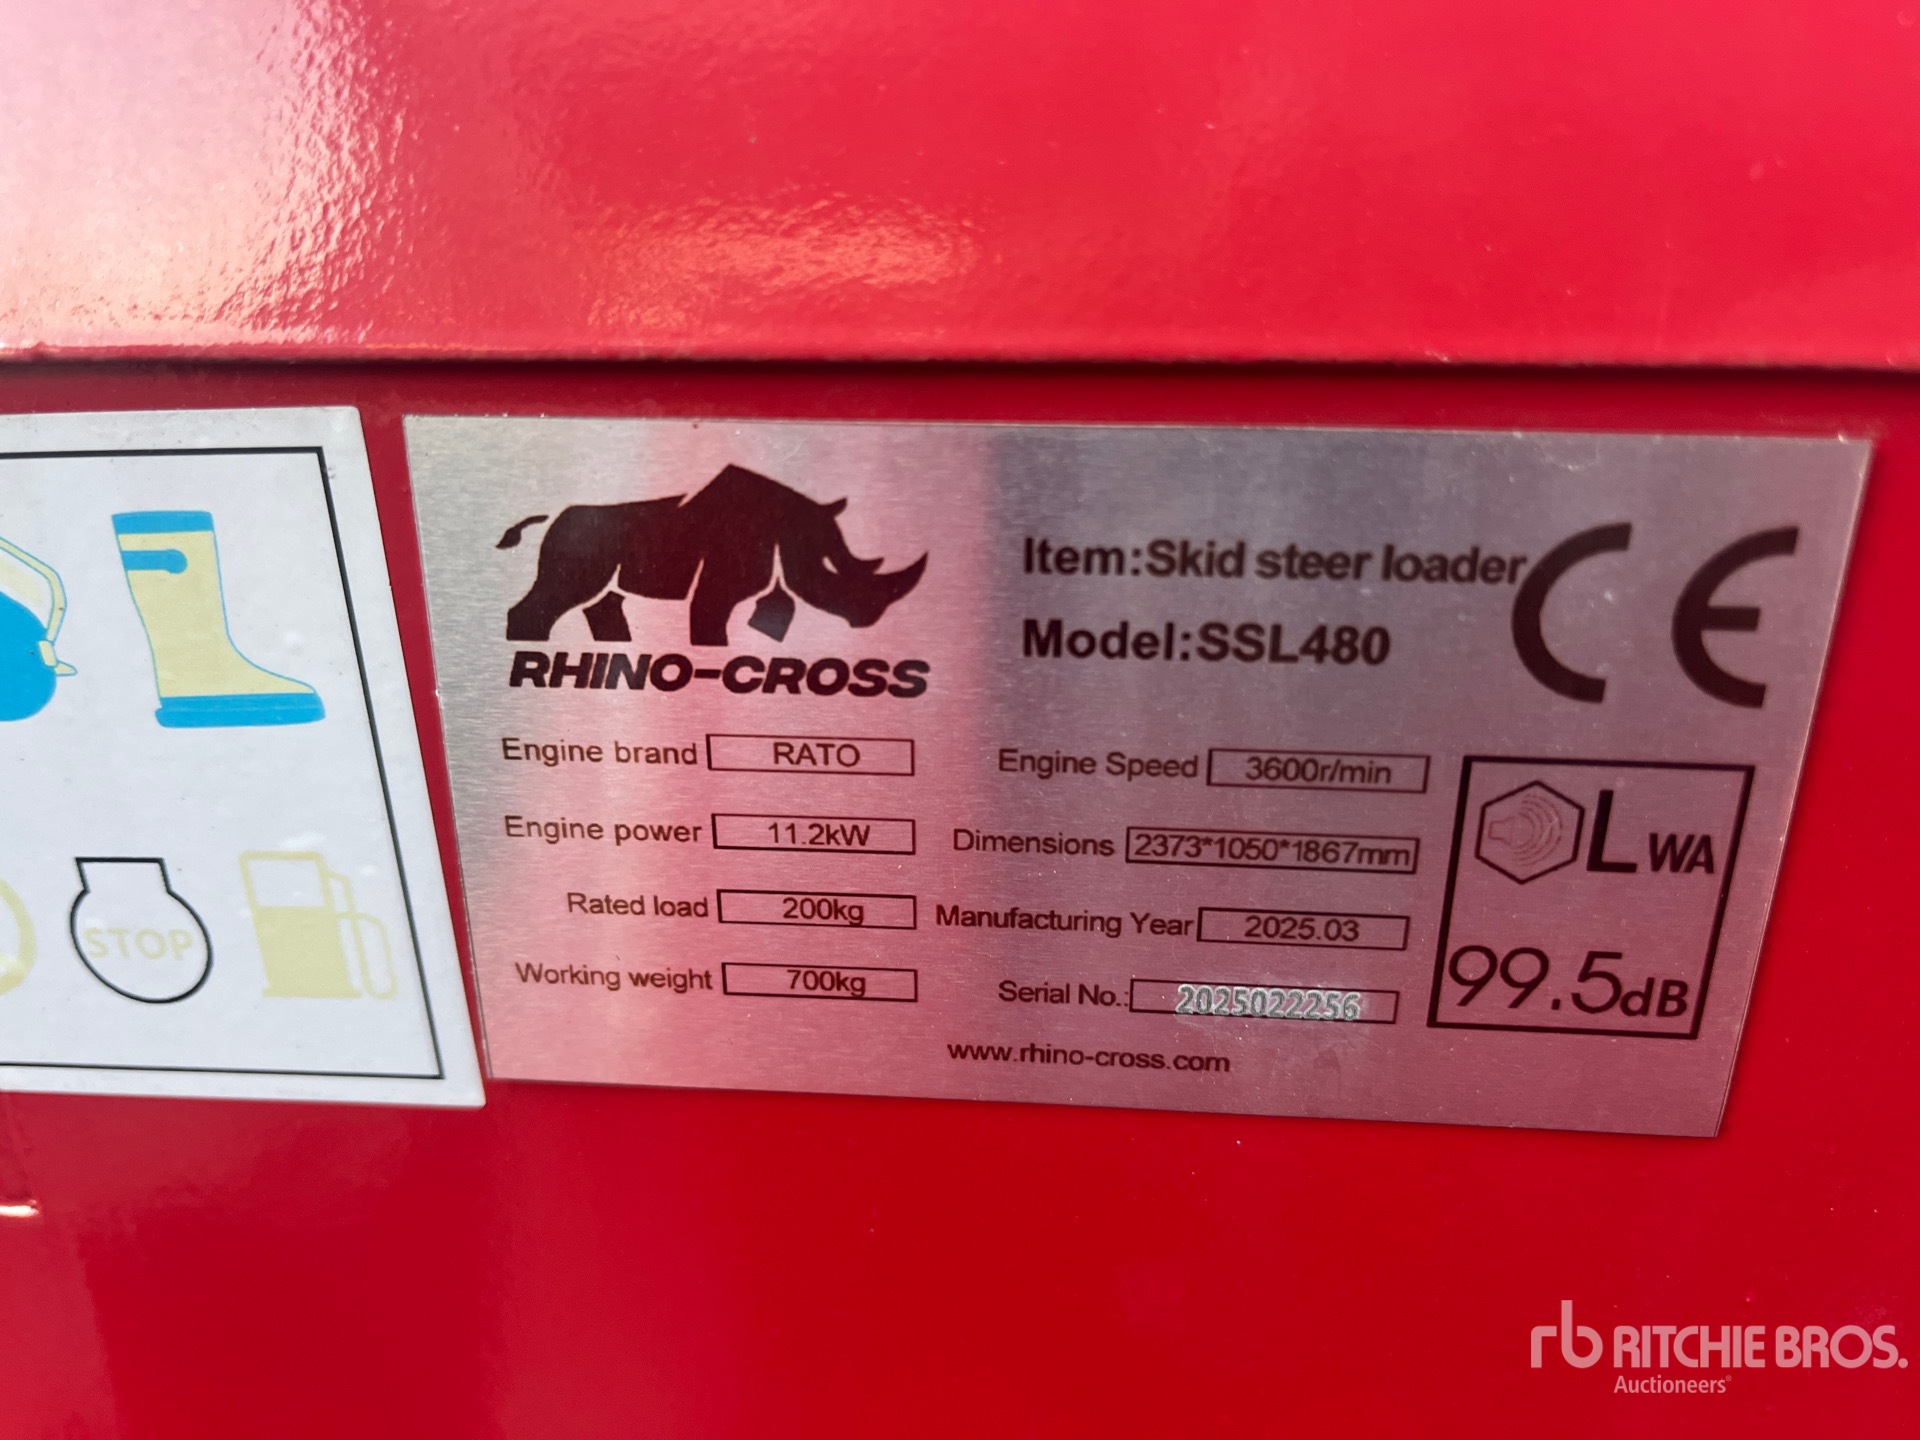 STOP
RHINO-CROSS
Item:Skid steer loader
Model:SSL480
CE
Engine brand RATO
Engine Speed 3600r/min
Engine power 11.2kW
Dimensions 2373*1050*1867mm
Rated load 200kg
Manufacturing Year 2025.03
Working weight 700kg
Serial No.: 2025022256
www.rhino-cross.com
LWA
99.5dB
rb RITCHIE BROS.
Auctioneers®